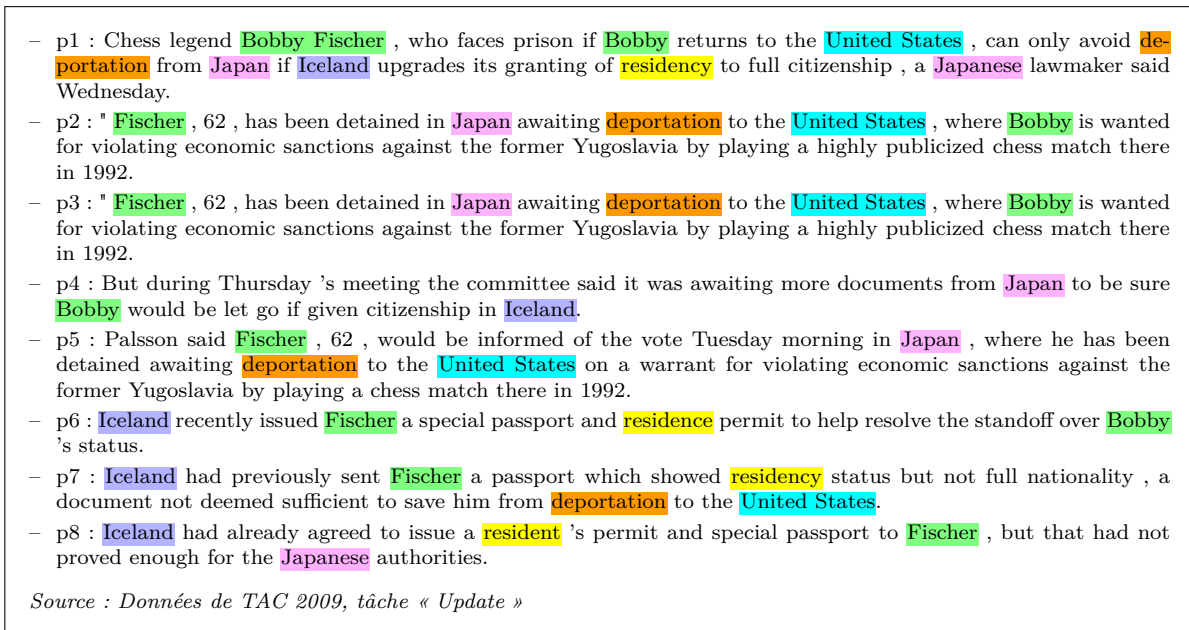 – p1 : Chess legend Bobby Fischer , who faces prison if Bobby returns to the United States , can only avoid de-
portation from Japan if Iceland upgrades its granting of residency to full citizenship , a Japanese lawmaker said
Wednesday.
– p2 : " Fischer , 62 , has been detained in Japan awaiting deportation to the United States , where Bobby is wanted
for violating economic sanctions against the former Yugoslavia by playing a highly publicized chess match there
in 1992.
– p3 : " Fischer , 62 , has been detained in Japan awaiting deportation to the United States , where Bobby is wanted
for violating economic sanctions against the former Yugoslavia by playing a highly publicized chess match there
in 1992.
– p4 : But during Thursday 's meeting the committee said it was awaiting more documents from Japan to be sure
Bobby would be let go if given citizenship in Iceland.
– p5 : Palsson said Fischer , 62 , would be informed of the vote Tuesday morning in Japan , where he has been
detained awaiting deportation to the United States on a warrant for violating economic sanctions against the
former Yugoslavia by playing a chess match there in 1992.
– p6 : Iceland recently issued Fischer a special passport and residence permit to help resolve the standoff over Bobby
's status.
– p7 : Iceland had previously sent Fischer a passport which showed residency status but not full nationality , a
document not deemed sufficient to save him from deportation to the United States.
– p8 : Iceland had already agreed to issue a resident 's permit and special passport to Fischer , but that had not
proved enough for the Japanese authorities.
Source : Données de TAC 2009, tâche « Update »